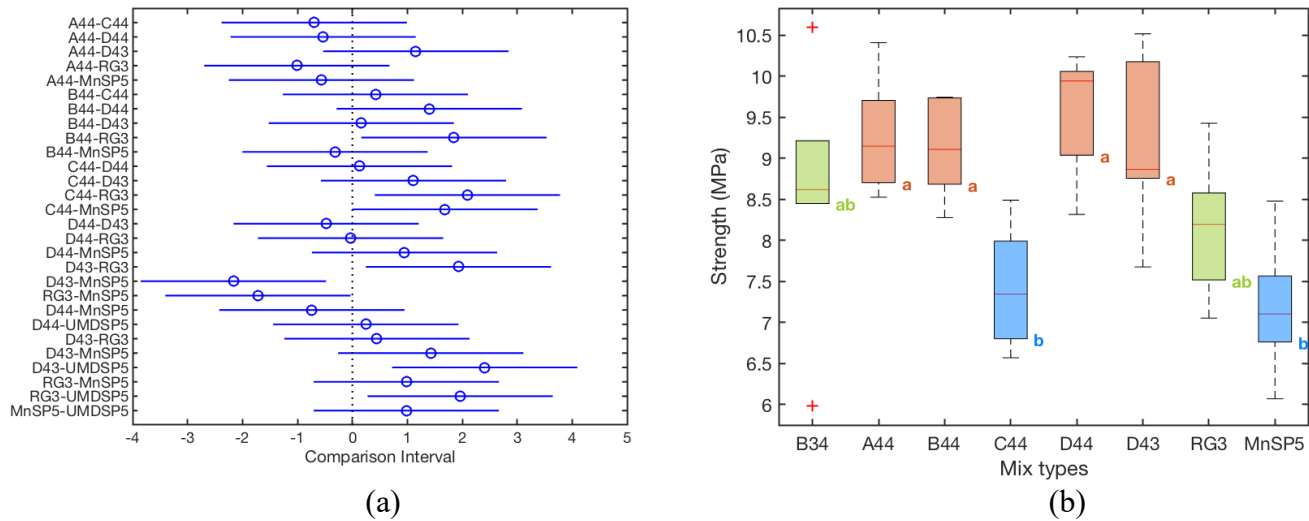 A44-C44
A44-D44
A44-D43
A44-RG3
A44-MnSP5
B44-C44
B44-D44
B44-D43
B44-RG3
B44-MnSP5
C44-D44
C44-D43
C44-RG3
C44-MnSP5
D44-D43
D44-RG3
D44-MnSP5
D43-RG3
D43-MnSP5
RG3-MnSP5
D44-MnSP5
D44-UMDSP5
D43-RG3
D43-MnSP5
D43-UMDSP5
RG3-MnSP5
RG3-UMDSP5
MnSP5-UMDSP5
-4 -3 -2 -1 0 1 2 3 4 5
Comparison Interval
(a)
Strength (MPa)
10.5
10
9.5
9
8.5
8
7.5
7
6.5
6
ab
a
a
b
a
a
ab
b
B34 A44 B44 C44 D44 D43 RG3 MnSP5
Mix types
(b)